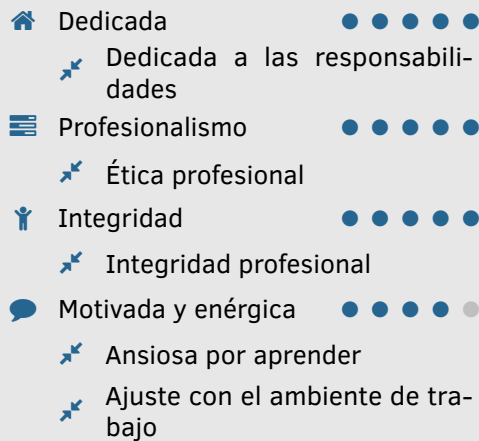 Dedicada
Dedicada a las responsabili-
dades
Profesionalismo
Ética profesional
Integridad
Integridad profesional
Motivada y enérgica
Ansiosa por aprender
Ajuste con el ambiente de tra-
bajo